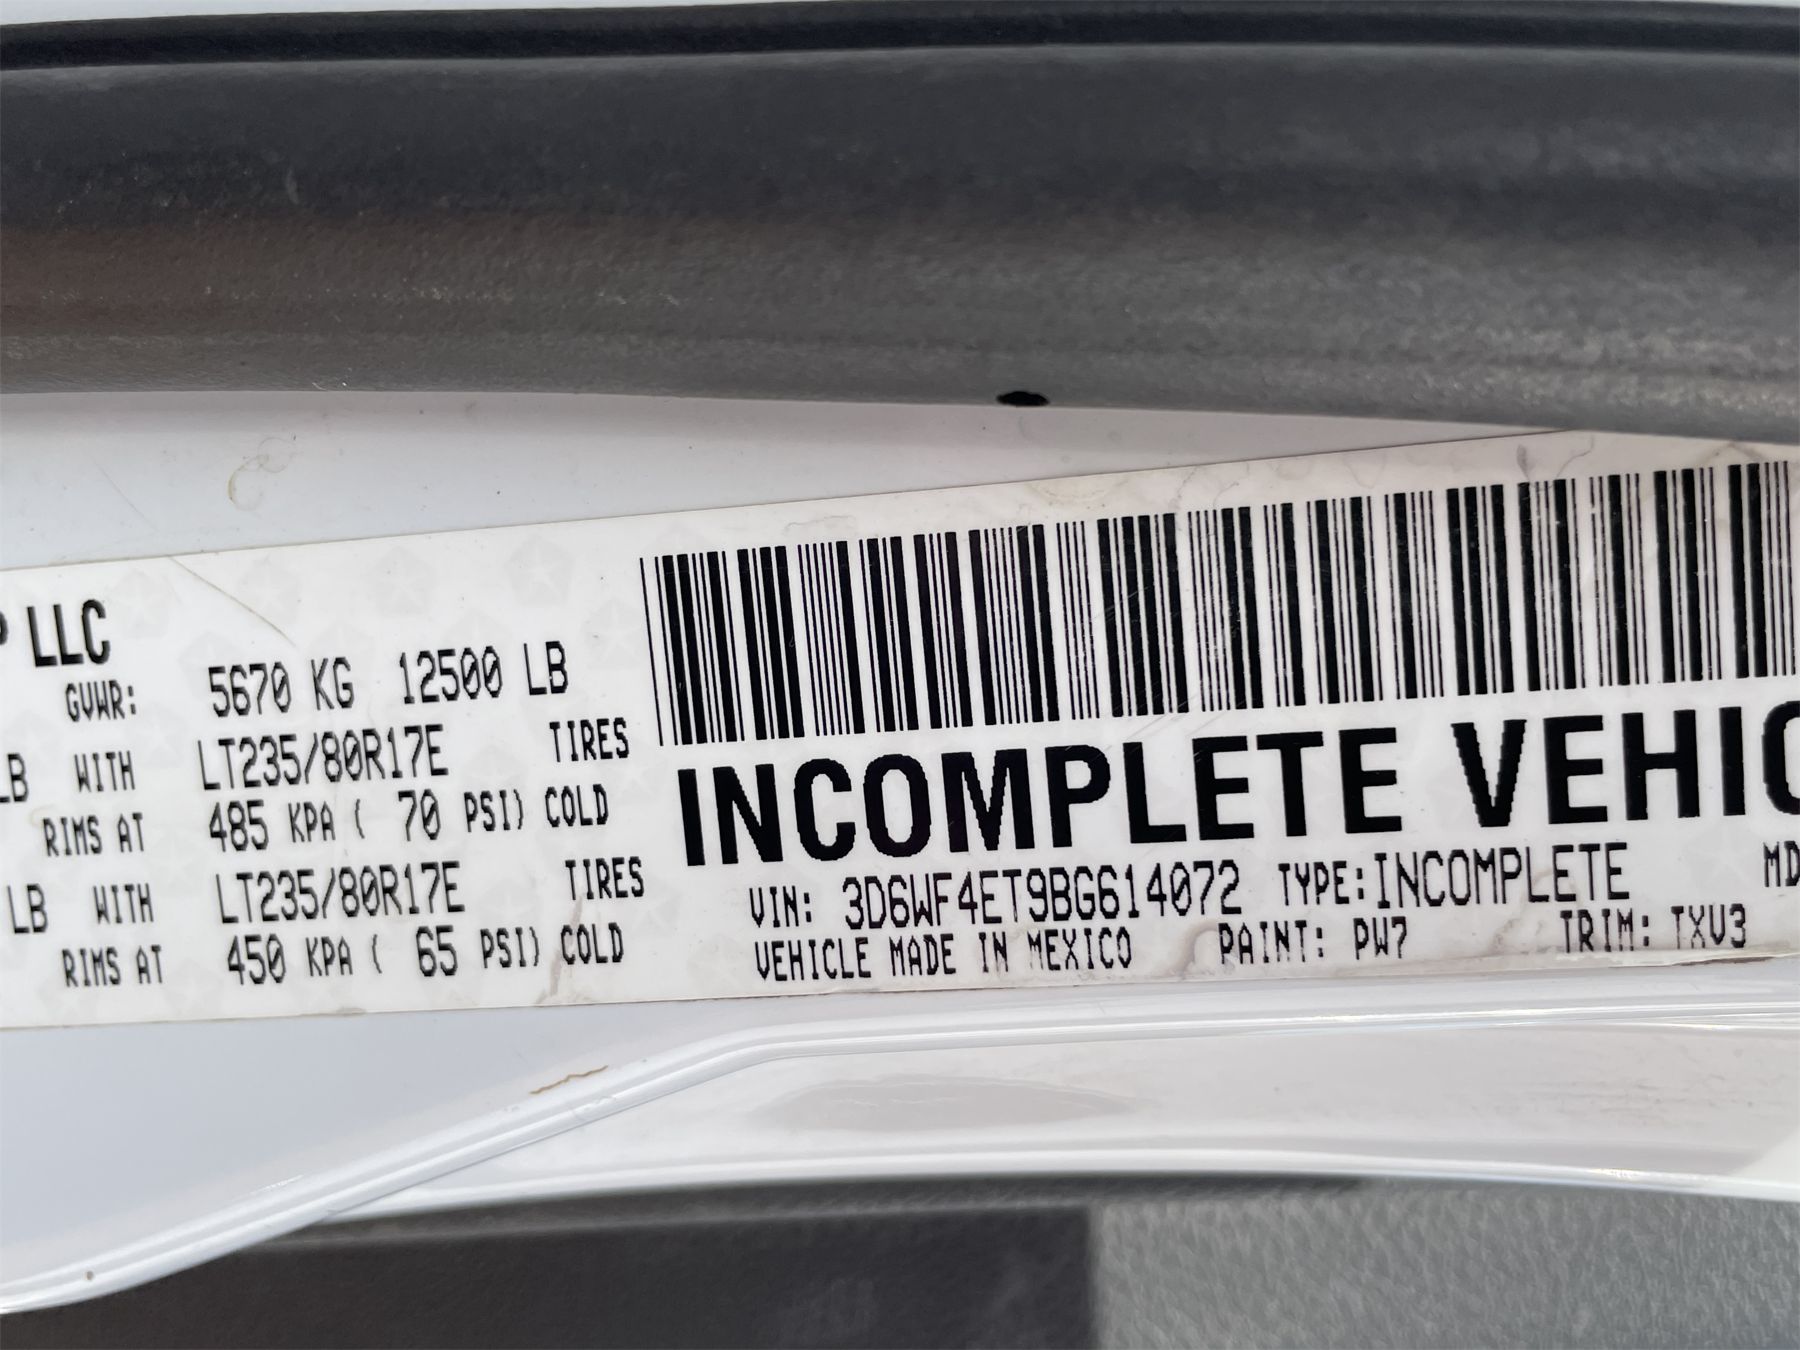 LLC
GVWR: 5670 KG 12500 LB
LB WITH LT235/80R17E TIRES
RIMS AT 485 KPA ( 70 PSI) COLD
LB WITH LT235/80R17E TIRES
RIMS AT 450 KPA ( 65 PSI) COLD
INCOMPLETE VEHIC
VIN: 3D6WF4ET9BG614072 TYPE:INCOMPLETE MD
VEHICLE MADE IN MEXICO PAINT: PW7 TRIM: TXV3